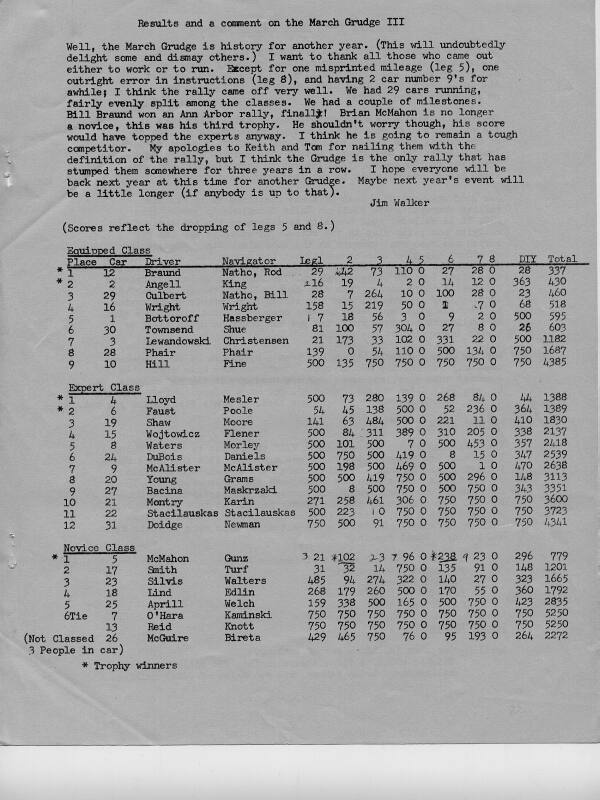 Results and a comment on the March Grudge III
Well, the March Grudge is history for another year. (This will undoubtedly
delight some and dismay others.) I want to thank all those who came out
either to work or to run. Except for one misprinted mileage (leg 5), one
outright error in instructions (leg 8), and having 2 car number 9's for
awhile; I think the rally came off very well. We had 29 cars running,
fairly evenly split among the classes. We had a couple of milestones.
Bill Braund won an Ann Arbor rally, finally! Brian McMahon is no longer
a novice, this was his third trophy. He shouldn't worry though, his score
would have topped the experts anyway. I think he is going to remain a tough
competitor. My apologies to Keith and Tom for nailing them with the
definition of the rally, but I think the Grudge is the only rally that has
stumped them somewhere for three years in a row. I hope everyone will be
back next year at this time for another Grudge. Maybe next year's event will
be a little longer (if anybody is up to that).
Jim Walker
(Scores reflect the dropping of legs 5 and 8.)
Equipped Class
Place Car Driver Navigator Leg1 2 3 4 5 6 7 8 DIY Total
* 1 12 Braund Natho, Rod 29 42 73 110 0 27 28 0 28 337
* 2 2 Angell King 16 19 4 2 0 14 12 0 363 430
3 29 Culbert Natho, Bill 28 7 264 10 0 100 28 0 23 460
4 16 Wright Wright 158 15 219 50 0 1 7 0 68 518
5 1 Bottoroff Hassberger 7 18 56 3 0 9 2 0 500 595
6 30 Townsend Shue 81 100 57 304 0 27 8 0 26 603
7 3 Lewandowski Christensen 21 173 33 102 0 331 22 0 500 1182
8 28 Phair Phair 139 0 54 110 0 500 134 0 750 1687
9 10 Hill Fine 500 135 750 750 0 750 750 0 750 4385
Expert Class
* 1 4 Lloyd Mesler 500 73 280 139 0 268 84 0 44 1388
* 2 6 Faust Poole 54 45 138 500 0 52 236 0 364 1389
3 19 Shaw Moore 141 63 484 500 0 221 11 0 410 1830
4 15 Wojtowicz Flener 500 84 311 389 0 310 205 0 338 2137
5 8 Waters Morley 500 101 500 7 0 500 453 0 357 2418
6 24 DuBois Daniels 500 750 500 419 0 8 15 0 347 2539
7 9 McAlister McAlister 500 198 500 469 0 500 1 0 470 2638
8 20 Young Grams 500 500 419 750 0 500 296 0 148 3113
9 27 Bacina Maskrzaki 500 8 500 750 0 500 750 0 343 3351
10 21 Montry Karin 271 258 461 306 0 750 750 0 750 3600
11 22 Stacilauskas Stacilauskas 500 223 0 750 0 750 750 0 750 3723
12 31 Doidge Newman 750 500 91 750 0 750 750 0 750 4341
Novice Class
* 1 5 McMahon Gunz 3 21 *102 23 7 96 0 *238 9 23 0 296 779
2 17 Smith Turf 31 32 14 750 0 135 91 0 148 1201
3 23 Silvis Walters 485 94 274 322 0 140 27 0 323 1665
4 18 Lind Edlin 268 179 260 500 0 170 55 0 360 1792
5 25 Aprill Welch 159 338 500 165 0 500 750 0 423 2835
6Tie 7 O'Hara Kaminski 750 750 750 750 0 750 750 0 750 5250
13 Reid Knott 750 750 750 750 0 750 750 0 750 5250
(Not Classed 26 McGuire Bireta 429 465 750 76 0 95 193 0 264 2272
3 People in car)
* Trophy winners